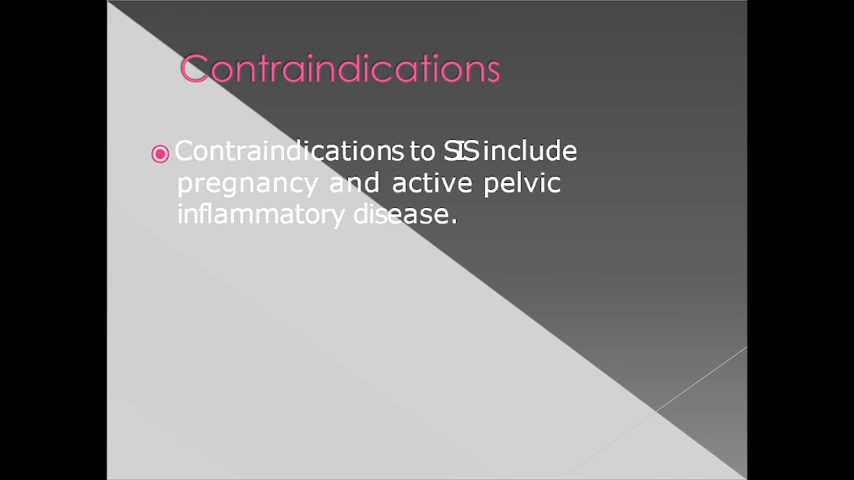 Contraindications
Contraindications to SIS include
pregnancy and active pelvic
inflammatory disease.